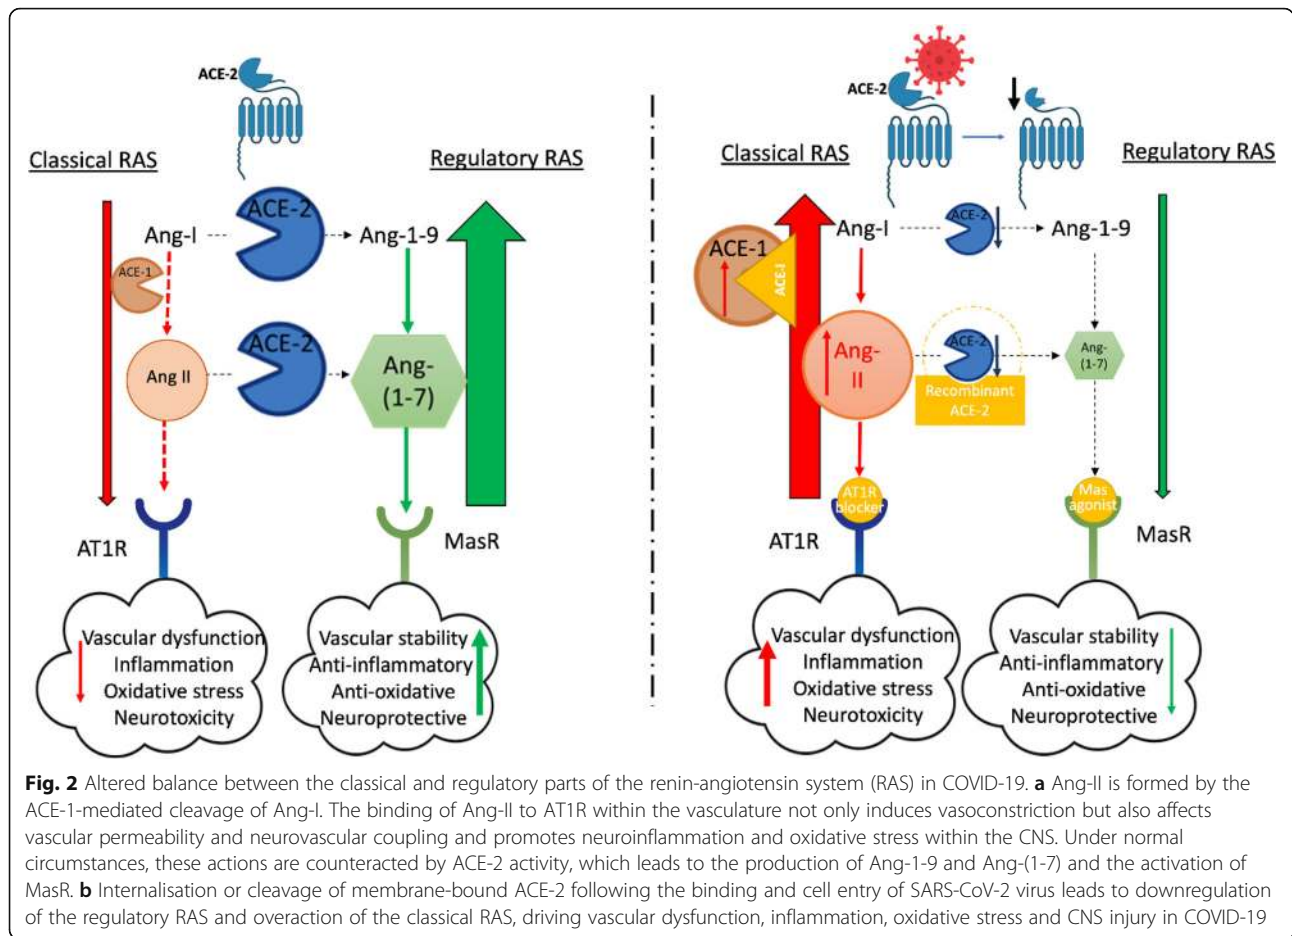 ACE-2
Classical RAS
Regulatory RAS
Ang-I
ACE-2
Ang-1-9
ACE-1
Ang II
ACE-2
Ang-
(1-7)
AT1R
MasR
Vascular dysfunction
Inflammation
Oxidative stress
Neurotoxicity
Vascular stability
Anti-inflammatory
Anti-oxidative
Neuroprotective
ACE-2
Classical RAS
Regulatory RAS
Ang-I
ACE-2
Ang-1-9
ACE-1
ACE-I
Ang-
II
ACE-2
Recombinant
ACE-2
Ang-
(1-7)
AT1R
blocker
Mas
agonist
AT1R
MasR
Vascular dysfunction
Inflammation
Oxidative stress
Neurotoxicity
Vascular stability
Anti-inflammatory
Anti-oxidative
Neuroprotective
Fig. 2 Altered balance between the classical and regulatory parts of the renin-angiotensin system (RAS) in COVID-19. a Ang-II is formed by the
ACE-1-mediated cleavage of Ang-I. The binding of Ang-II to AT1R within the vasculature not only induces vasoconstriction but also affects
vascular permeability and neurovascular coupling and promotes neuroinflammation and oxidative stress within the CNS. Under normal
circumstances, these actions are counteracted by ACE-2 activity, which leads to the production of Ang-1-9 and Ang-(1-7) and the activation of
MasR. b Internalisation or cleavage of membrane-bound ACE-2 following the binding and cell entry of SARS-CoV-2 virus leads to downregulation
of the regulatory RAS and overaction of the classical RAS, driving vascular dysfunction, inflammation, oxidative stress and CNS injury in COVID-19